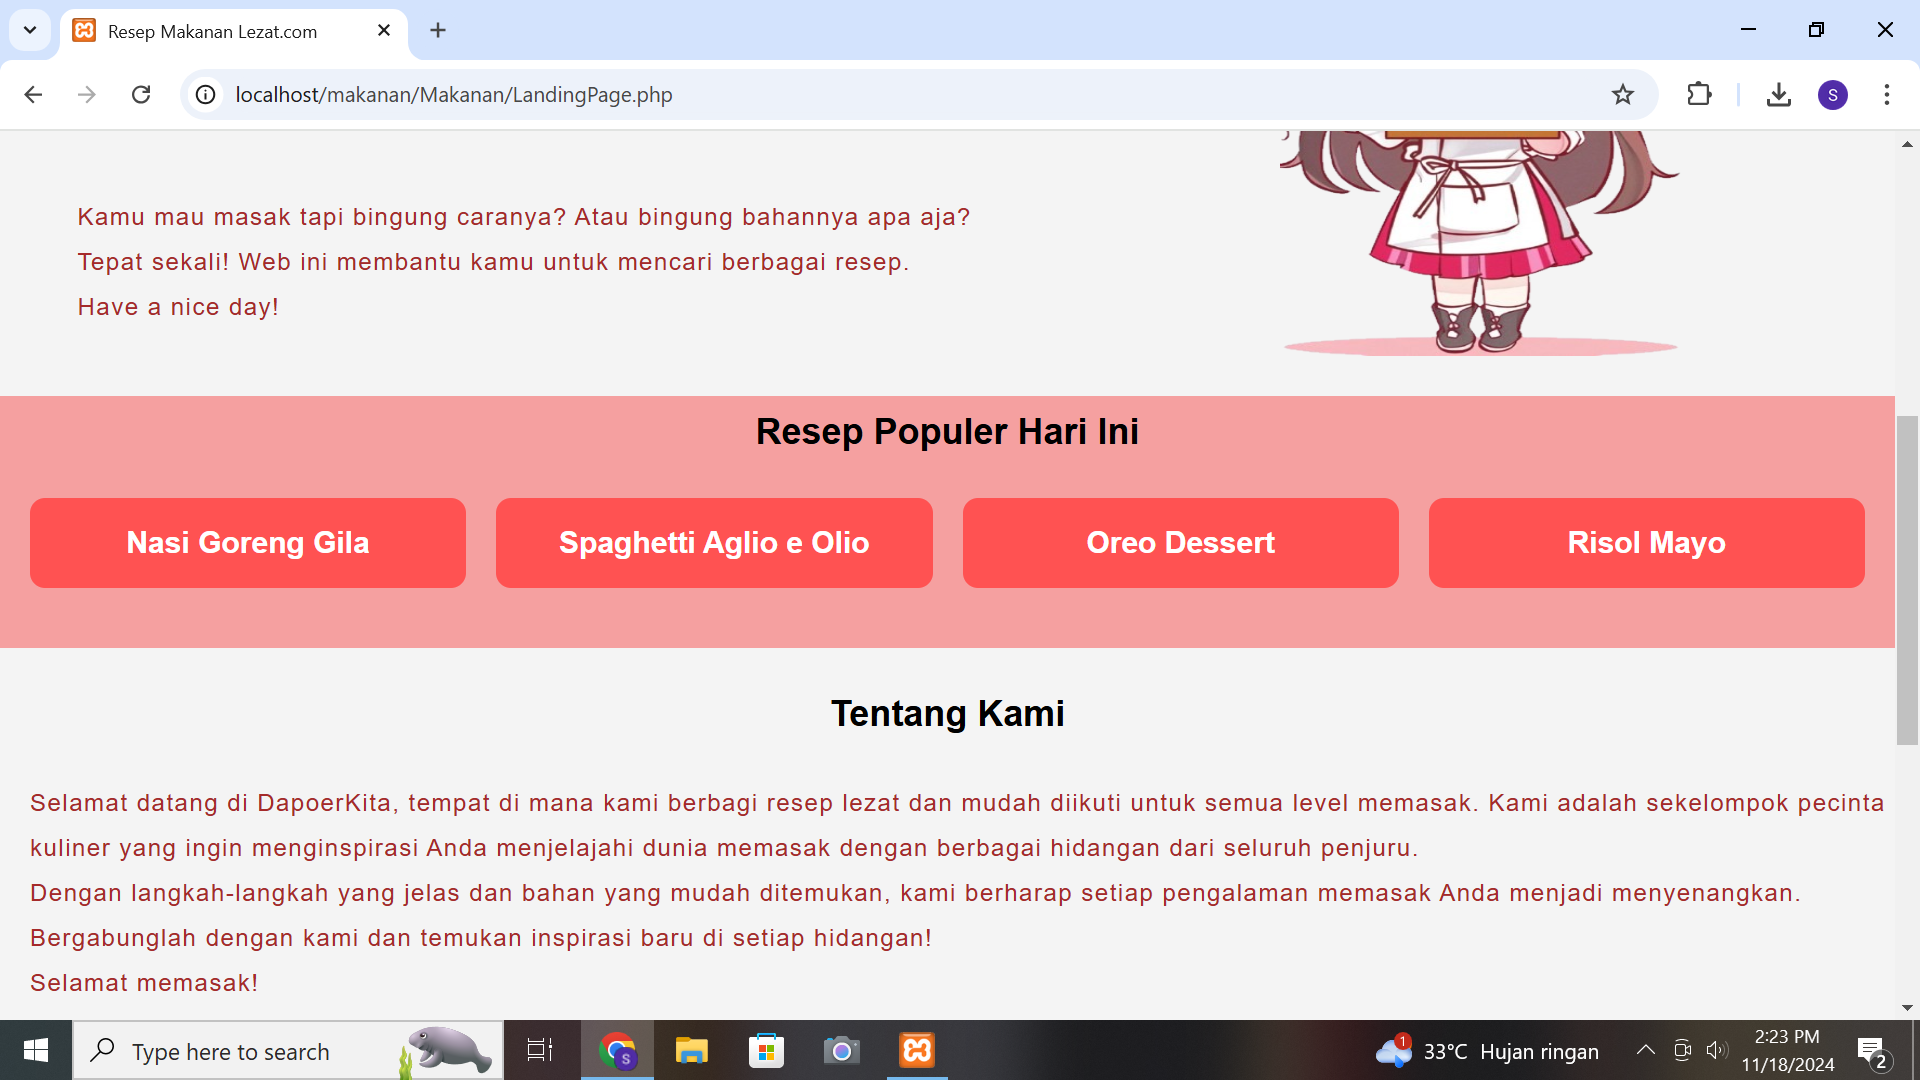 Resep Makanan Lezat.com
localhost/makanan/Makanan/LandingPage.php
S
Kamu mau masak tapi bingung caranya? Atau bingung bahannya apa aja?
Tepat sekali! Web ini membantu kamu untuk mencari berbagai resep.
Have a nice day!
Resep Populer Hari Ini
Nasi Goreng Gila
Spaghetti Aglio e Olio
Oreo Dessert
Risol Mayo
Tentang Kami
Selamat datang di DapoerKita, tempat di mana kami berbagi resep lezat dan mudah diikuti untuk semua level memasak. Kami adalah sekelompok pecinta
kuliner yang ingin menginspirasi Anda menjelajahi dunia memasak dengan berbagai hidangan dari seluruh penjuru.
Dengan langkah-langkah yang jelas dan bahan yang mudah ditemukan, kami berharap setiap pengalaman memasak Anda menjadi menyenangkan.
Bergabunglah dengan kami dan temukan inspirasi baru di setiap hidangan!
Selamat memasak!
Type here to search
S
1
33°C Hujan ringan
2:23 PM
11/18/2024
2